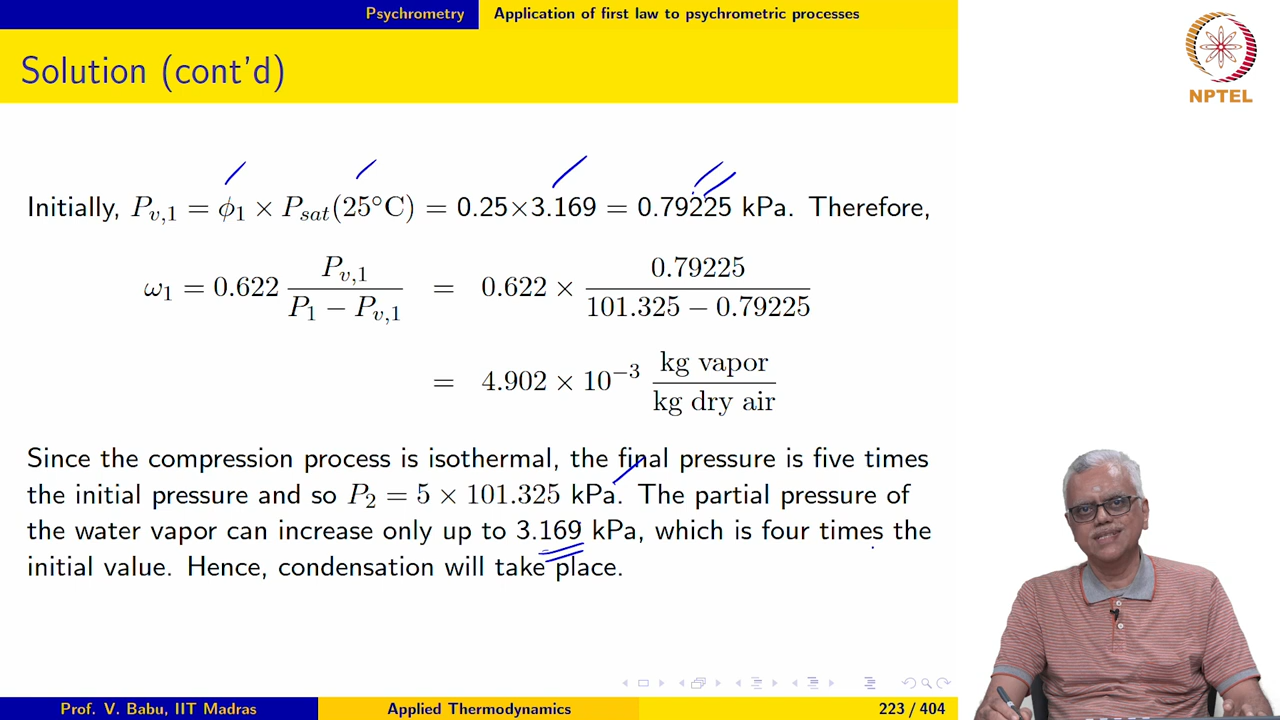 Psychrometry Application of first law to psychrometric processes
Solution (cont'd)
NPTEL
Initially, P_{v,1} = ϕ_1 × P_{sat}(25°C) = 0.25×3.169 = 0.79225 kPa. Therefore,
ω_1 = 0.622 \frac{P_{v,1}}{P_1 − P_{v,1}} = 0.622 × \frac{0.79225}{101.325 − 0.79225}
= 4.902 × 10^{−3} \frac{kg vapor}{kg dry air}
Since the compression process is isothermal, the final pressure is five times
the initial pressure and so P_2 = 5 × 101.325 kPa. The partial pressure of
the water vapor can increase only up to 3.169 kPa, which is four times the
initial value. Hence, condensation will take place.
Prof. V. Babu, IIT Madras Applied Thermodynamics 223 / 404